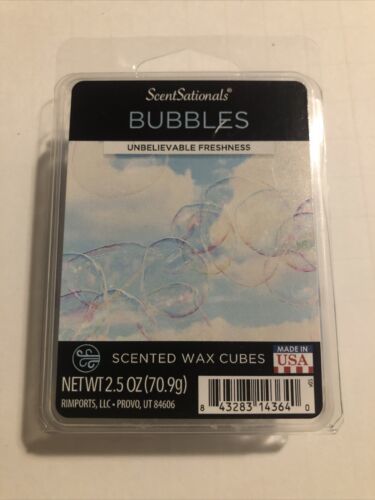 ScentSationals®
BUBBLES
UNBELIEVABLE FRESHNESS
SCENTED WAX CUBES
MADE IN
USA
NET WT 2.5 OZ (70.9g)
RIMPORTS, LLC • PROVO, UT 84606
8 43283 14364 0